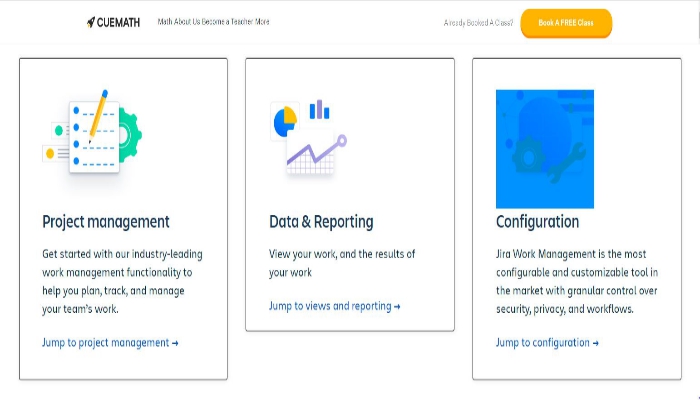 CUEMATH
Math About Us Become a Teacher More
Already Booked A Class?
Book A FREE Class
Project management
Get started with our industry-leading
work management functionality to
help you plan, track, and manage
your team's work.
Jump to project management →
Data & Reporting
View your work, and the results of
your work
Jump to views and reporting →
Configuration
Jira Work Management is the most
configurable and customizable tool in
the market with granular control over
security, privacy, and workflows.
Jump to configuration →